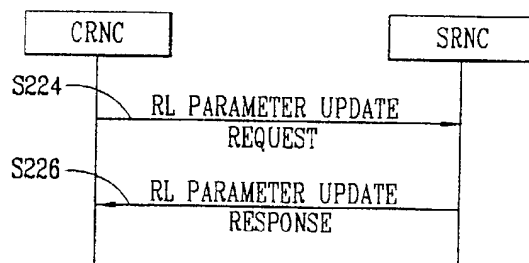 CRNC
SRNC
S224
RL PARAMETER UPDATE
REQUEST
S226
RL PARAMETER UPDATE
RESPONSE